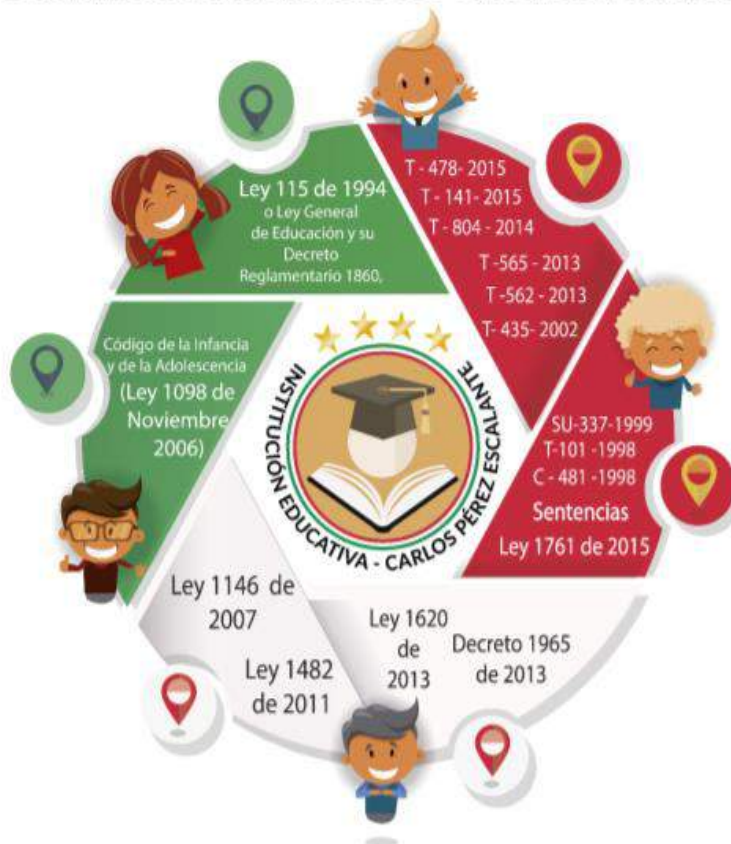 Ley 115 de 1994
o Ley General
de Educación y su
Decreto
Reglamentario 1860,
T - 478- 2015
T - 141- 2015
T - 804 - 2014
T -565 - 2013
T -562 - 2013
T- 435- 2002
SU-337-1999
T-101 -1998
C - 481 -1998
Sentencias
Ley 1761 de 2015
Ley 1620
de
2013
Decreto 1965
de 2013
Ley 1146 de
2007
Ley 1482
de 2011
Código de la Infancia
y de la Adolescencia
(Ley 1098 de
Noviembre
2006)
INSTITUCIÓN EDUCATIVA - CARLOS PÉREZ ESCALANTE